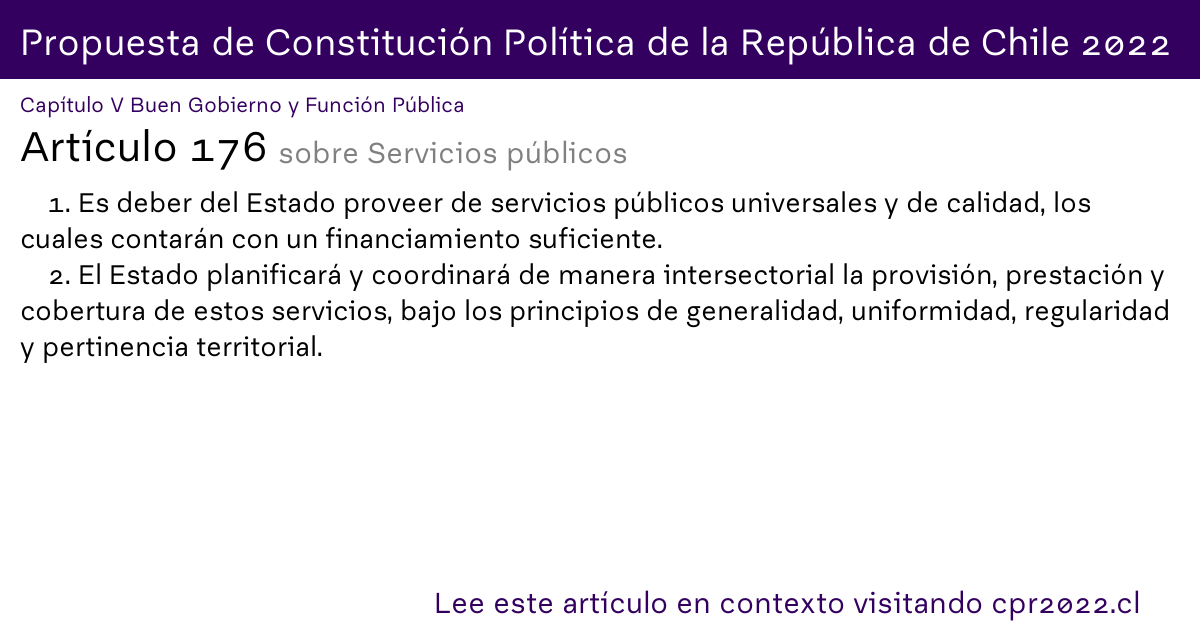 Propuesta de Constitución Política de la República de Chile 2022
Capítulo V Buen Gobierno y Función Pública
Artículo 176 sobre Servicios públicos
1. Es deber del Estado proveer de servicios públicos universales y de calidad, los
cuales contarán con un financiamiento suficiente.
2. El Estado planificará y coordinará de manera intersectorial la provisión, prestación y
cobertura de estos servicios, bajo los principios de generalidad, uniformidad, regularidad
y pertinencia territorial.
Lee este artículo en contexto visitando cpr2022.cl